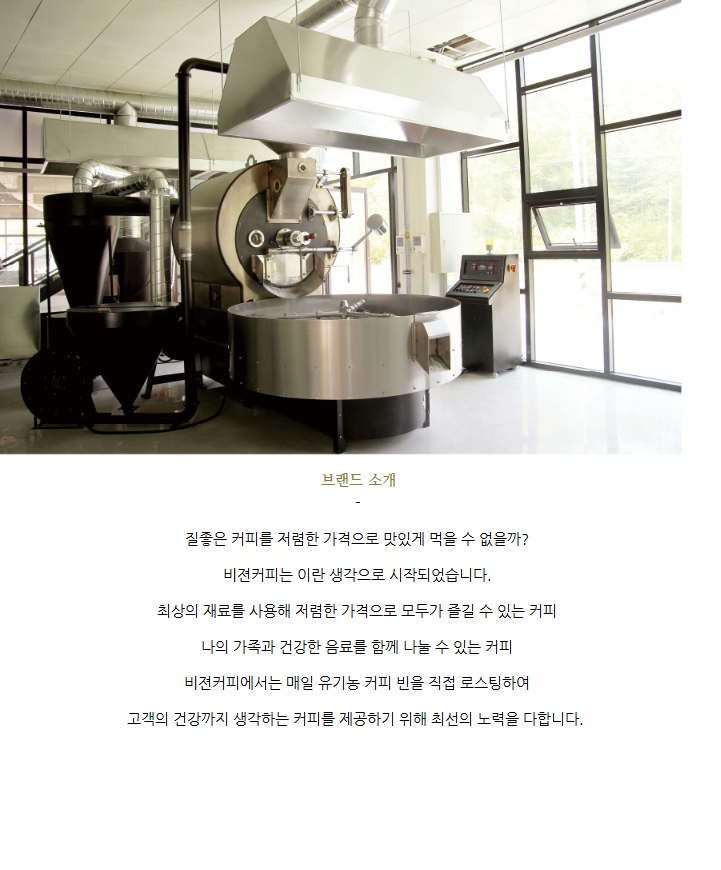 브랜드 소개
-
질좋은 커피를 저렴한 가격으로 맛있게 먹을 수 없을까?
비젼커피는 이란 생각으로 시작되었습니다.
최상의 재료를 사용해 저렴한 가격으로 모두가 즐길 수 있는 커피
나의 가족과 건강한 음료를 함께 나눌 수 있는 커피
비젼커피에서는 매일 유기농 커피 빈을 직접 로스팅하여
고객의 건강까지 생각하는 커피를 제공하기 위해 최선의 노력을 다합니다.